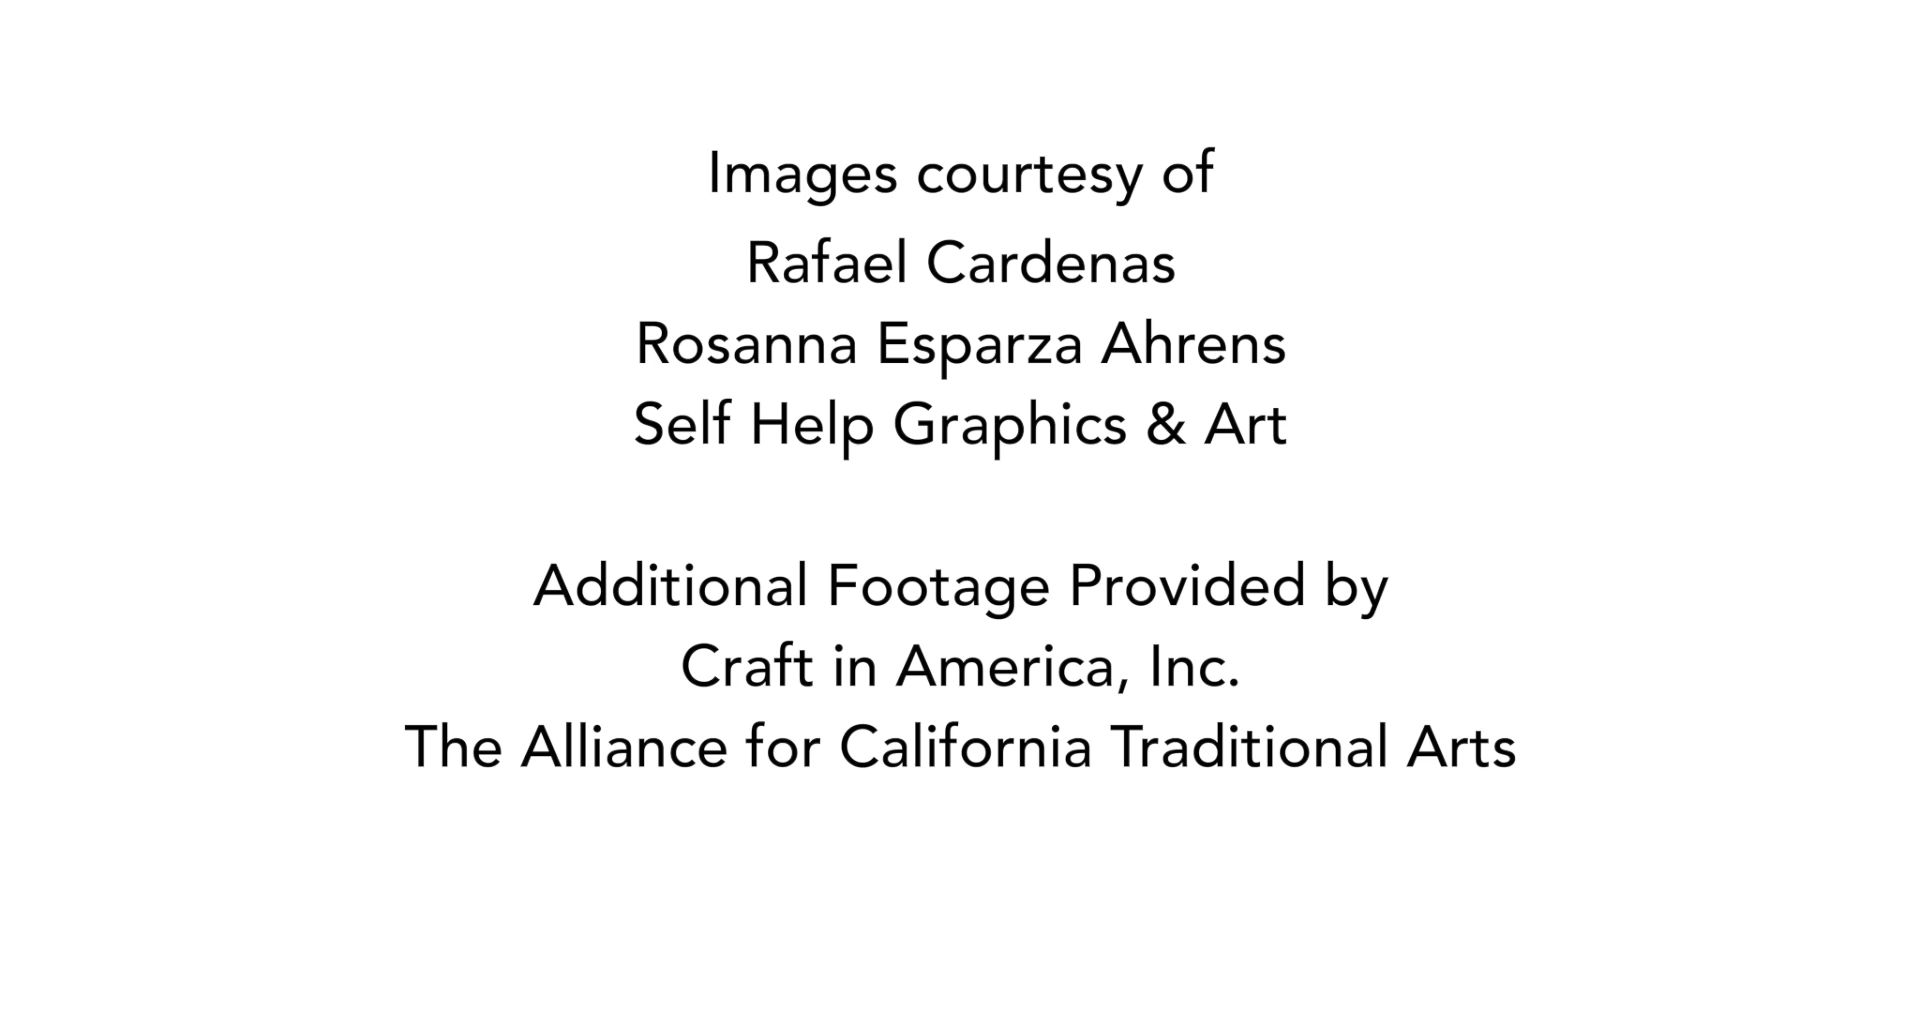 Images courtesy of
Rafael Cardenas
Rosanna Esparza Ahrens
Self Help Graphics & Art
Additional Footage Provided by
Craft in America, Inc.
The Alliance for California Traditional Arts